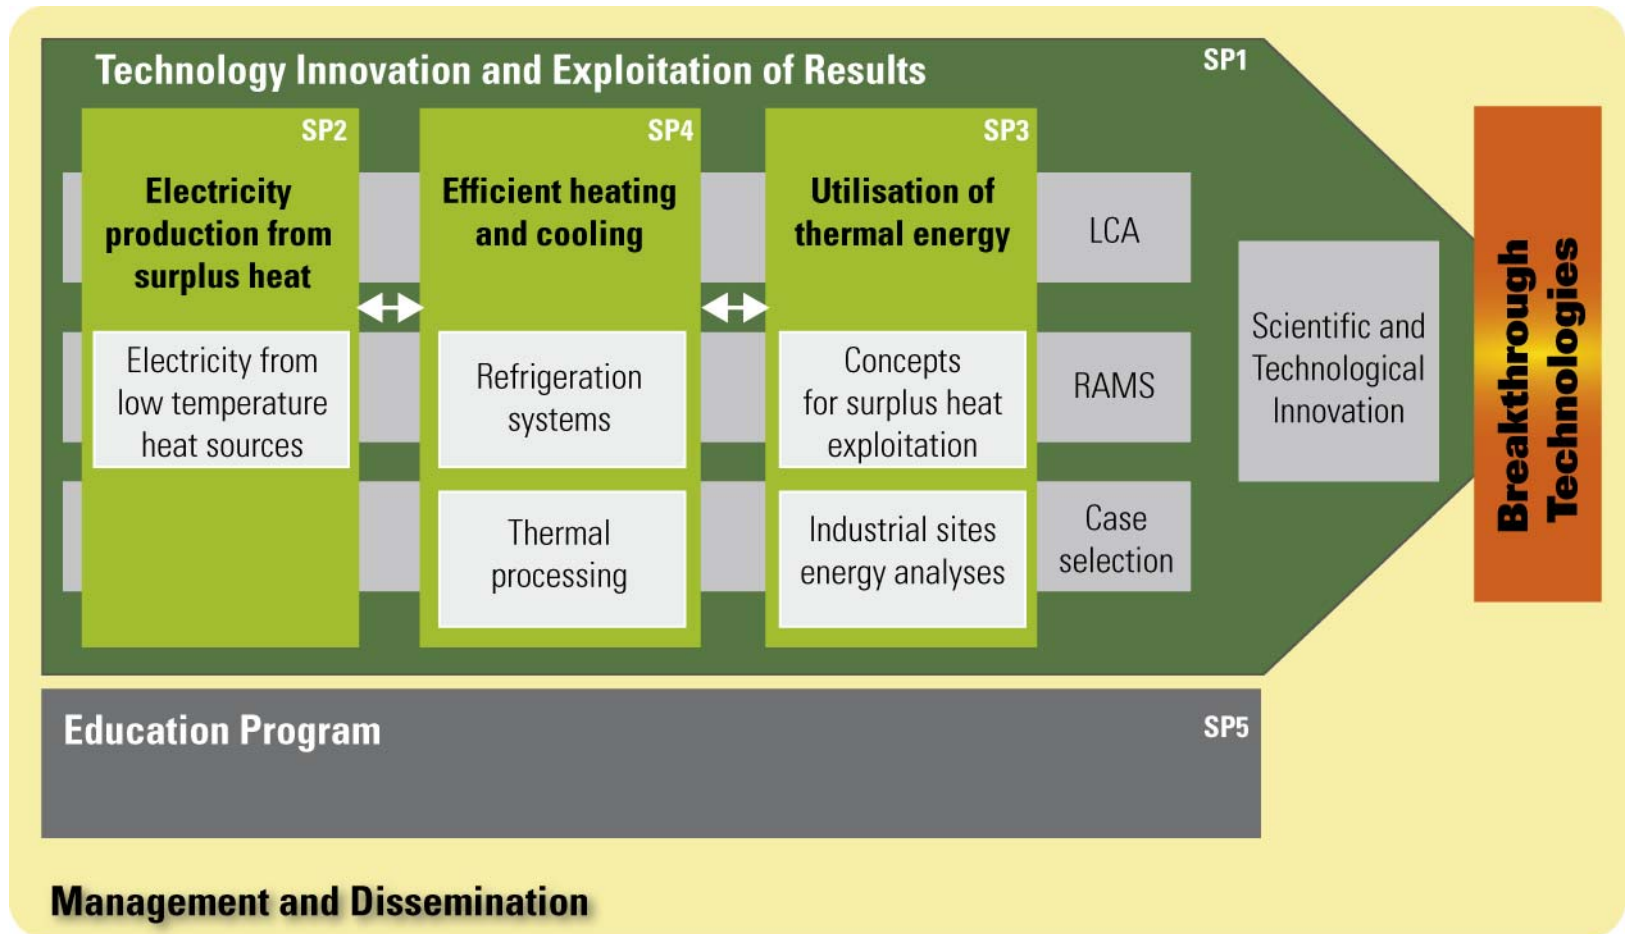 Technology Innovation and Exploitation of Results
SP1
SP2
Electricity
production from
surplus heat
Electricity from
low temperature
heat sources
SP4
Efficient heating
and cooling
Refrigeration
systems
Thermal
processing
SP3
Utilisation of
thermal energy
Concepts
for surplus heat
exploitation
Industrial sites
energy analyses
LCA
RAMS
Case
selection
Scientific and
Technological
Innovation
Breakthrough
Technologies
Education Program
SP5
Management and Dissemination